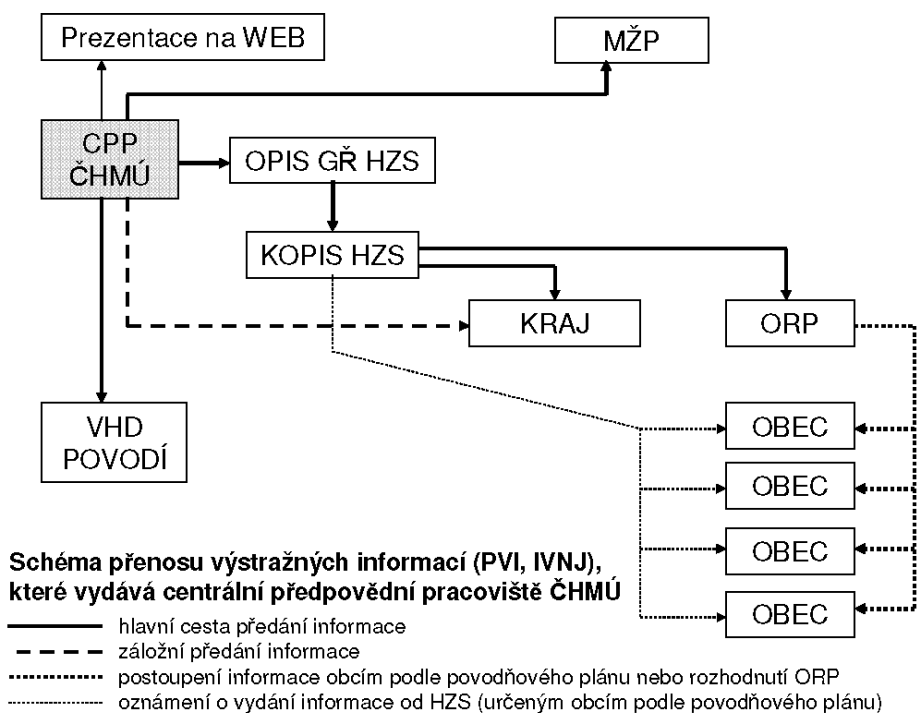 Prezentace na WEB
MŽP
CPP
ČHMÚ
OPIS GŘ HZS
KOPIS HZS
KRAJ
ORP
VHD
POVODÍ
OBEC
OBEC
OBEC
OBEC
Schéma přenosu výstražných informací (PVI, IVNJ),
které vydává centrální předpovědní pracoviště ČHMÚ
hlavní cesta předání informace
záložní předání informace
postoupení informace obcím podle povodňového plánu nebo rozhodnutí ORP
oznámení o vydání informace od HZS (určeným obcím podle povodňového plánu)